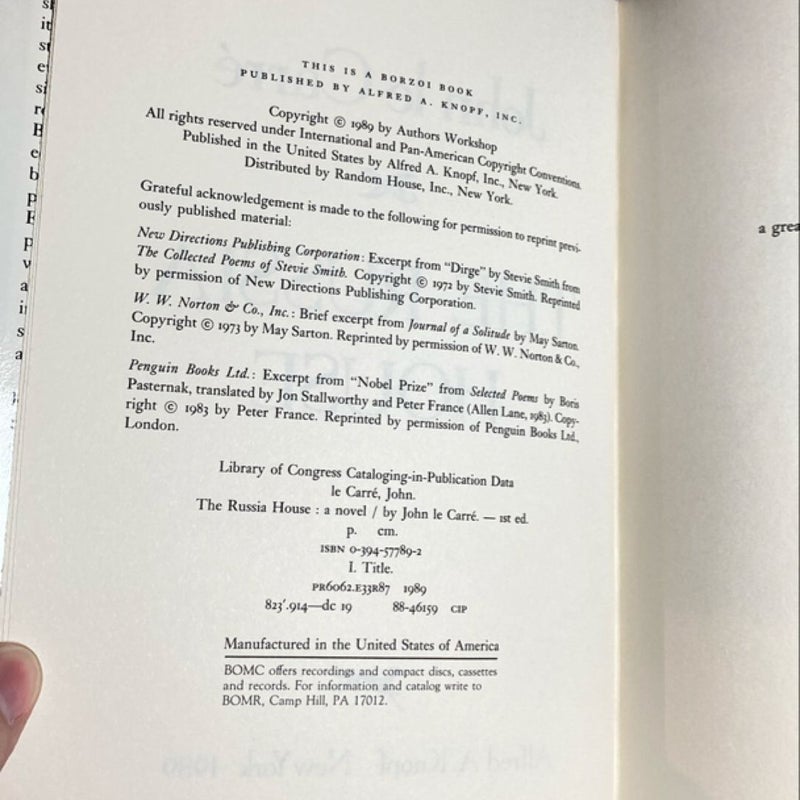 THIS IS A BORZOI BOOK
PUBLISHED BY ALFRED A. KNOPF, INC.
Copyright © 1989 by Authors Workshop
All rights reserved under International and Pan-American Copyright Conventions.
Published in the United States by Alfred A. Knopf, Inc., New York.
Distributed by Random House, Inc., New York.
Grateful acknowledgement is made to the following for permission to reprint previ-
ously published material:
New Directions Publishing Corporation: Excerpt from “Dirge” by Stevie Smith from
The Collected Poems of Stevie Smith. Copyright © 1972 by Stevie Smith. Reprinted
by permission of New Directions Publishing Corporation.
W. W. Norton & Co., Inc.: Brief excerpt from Journal of a Solitude by May Sarton.
Copyright © 1973 by May Sarton. Reprinted by permission of W. W. Norton & Co.,
Inc.
Penguin Books Ltd.: Excerpt from “Nobel Prize” from Selected Poems by Boris
Pasternak, translated by Jon Stallworthy and Peter France (Allen Lane, 1983). Copy-
right © 1983 by Peter France. Reprinted by permission of Penguin Books Ltd.,
London.
Library of Congress Cataloging-in-Publication Data
le Carré, John.
The Russia House : a novel / by John le Carré. — 1st ed.
p. cm.
ISBN 0-394-57789-2
I. Title.
PR6062.E33R87 1989
823'.914—dc 19 88-46159 CIP
Manufactured in the United States of America
BOMC offers recordings and compact discs, cassettes
and records. For information and catalog write to
BOMR, Camp Hill, PA 17012.
a grea